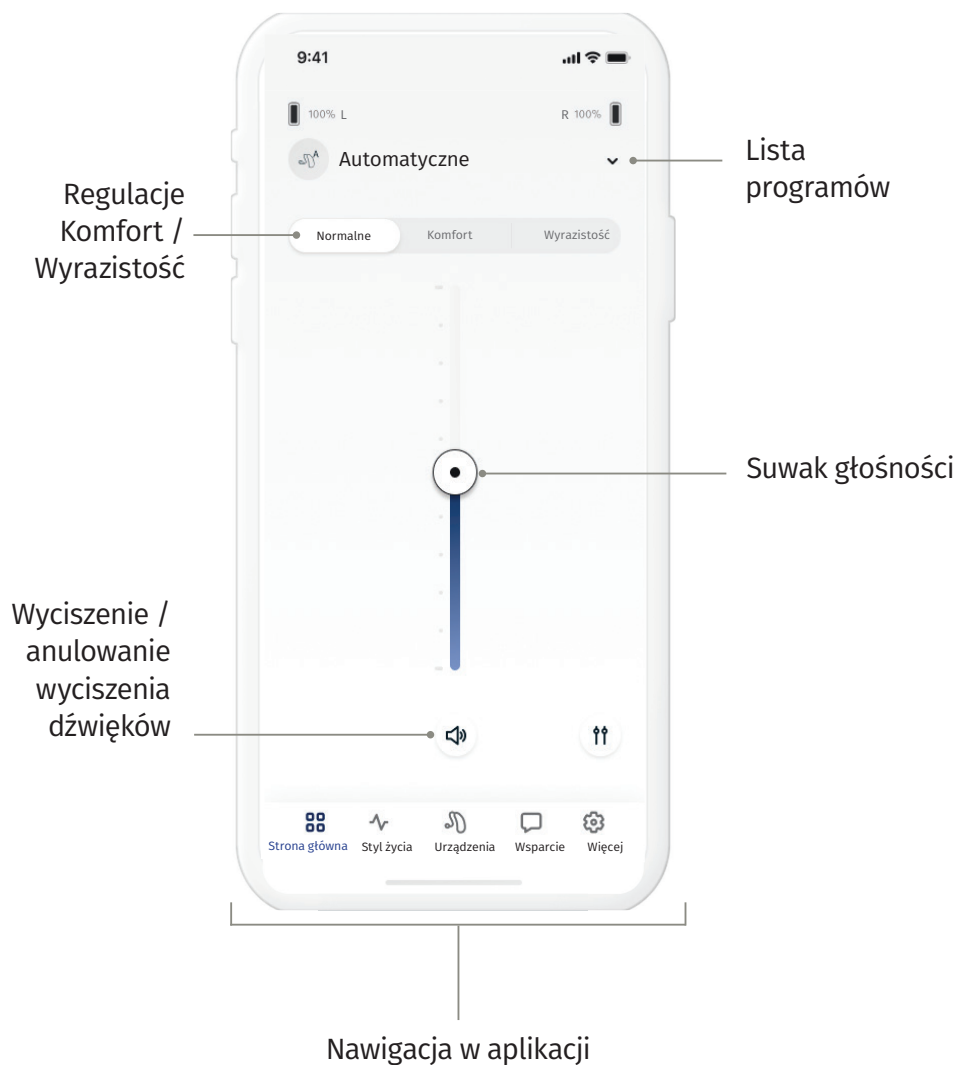 9:41
100% L
R 100%
Automatyczne
Lista
programów
Regulacje
Komfort /
Wyrazistość
Normalne
Komfort
Wyrazistość
Suwak głośności
Wyciszenie /
anulowanie
wyciszenia
dźwięków
Strona główna
Styl życia
Urządzenia
Wsparcie
Więcej
Nawigacja w aplikacji